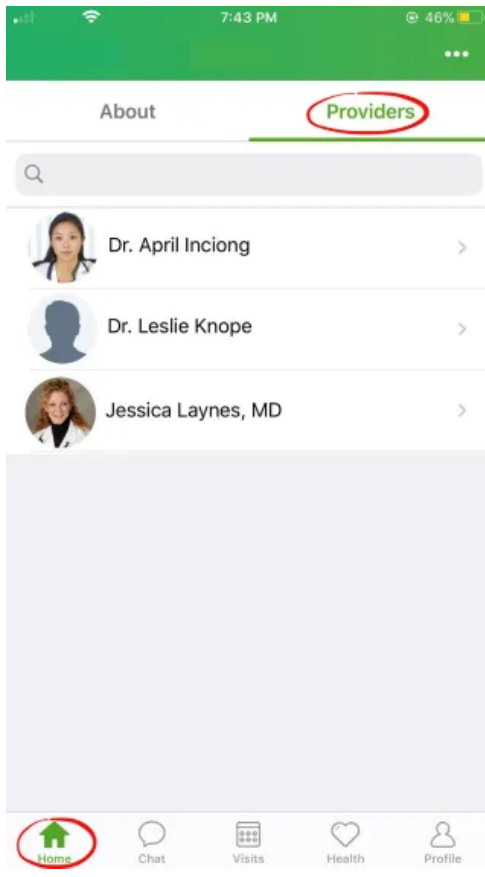 7:43 PM
46%
About
Providers
Dr. April Inciong
Dr. Leslie Knope
Jessica Laynes, MD
Home
Chat
Visits
Health
Profile